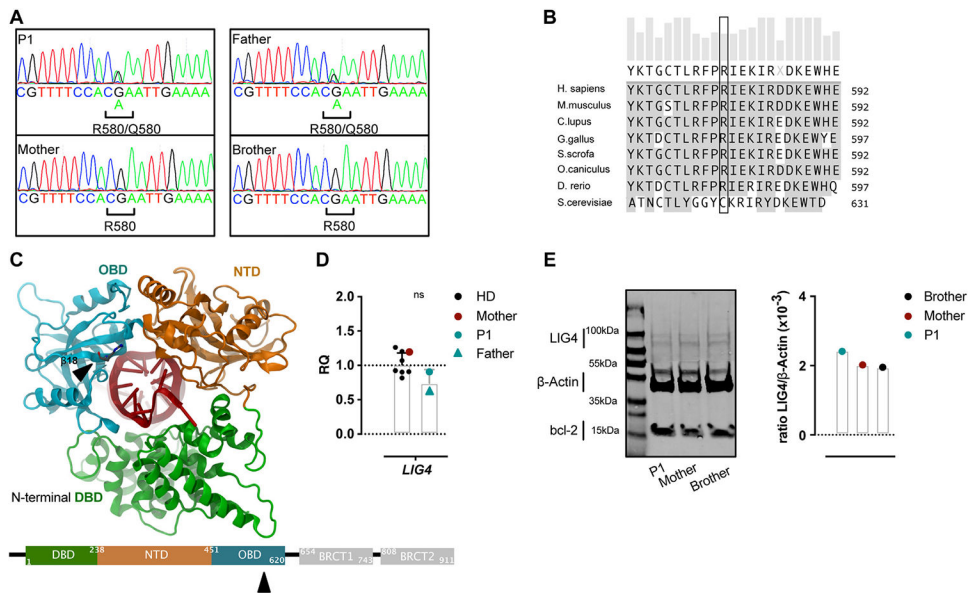 A
P1
CGTTTTCCACGAATTGAAAA
A
R580/Q580
Father
CGTTTTCCACGAATTGAAAA
A
R580/Q580
Mother
CGTTTTCCACGAATTGAAAA
R580
Brother
CGTTTTCCACGAATTGAAAA
R580
B
YKTGCTLRFPRIEKIRXDKEWHE
H. sapiens YKTGCTLRFPRIEKIRDDKEWHE 592
M.musculus YKTGSTLRFPRIEKIRDDKEWHE 592
C.lupus YKTGCTLRFPRIEKIREDKEWHE 592
G.gallus YKTDCTLRFPRIEKIREDKEWYE 597
S.scrofa YKTGCTLRFPRIEKIREDKEWHE 592
O.caniculus YKTGCTLRFPRIEKIRDDKEWHE 592
D. rerio YKTDCTLRFPRIERIREDKEWHQ 597
S.cerevisiae ATNCTLYGGYCKRIRYDKEWTD 631
C
OBD
NTD
β18
N-terminal DBD
1 DBD 238 NTD 451 OBD 620 654 BRCT1 743 808 BRCT2 911
D
RQ
2.0
1.5
1.0
0.5
0.0
ns
LIG4
HD
Mother
P1
Father
E
LIG4
β-Actin
bcl-2
100kDa
55kDa
35kDa
15kDa
P1
Mother
Brother
ratio LIG4/β-Actin (x10⁻³)
4
2
0
Brother
Mother
P1